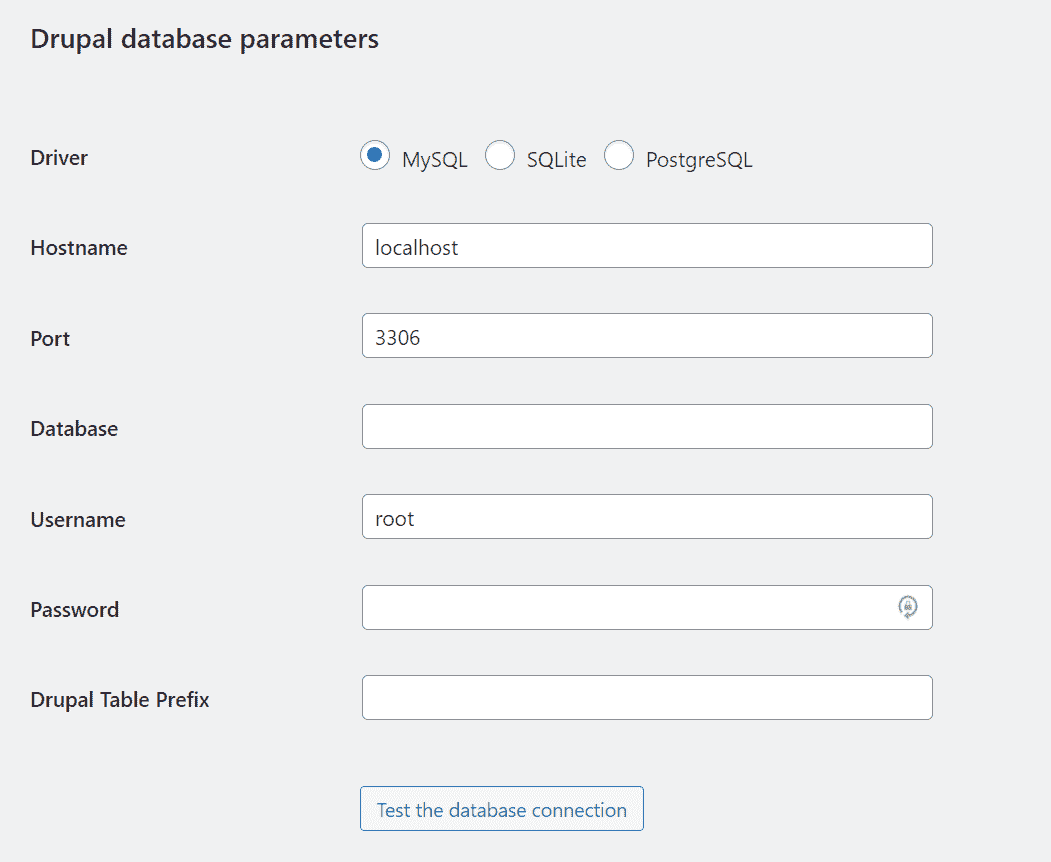 Drupal database parameters
Driver MySQL SQLite PostgreSQL
Hostname localhost
Port 3306
Database
Username root
Password
Drupal Table Prefix
Test the database connection